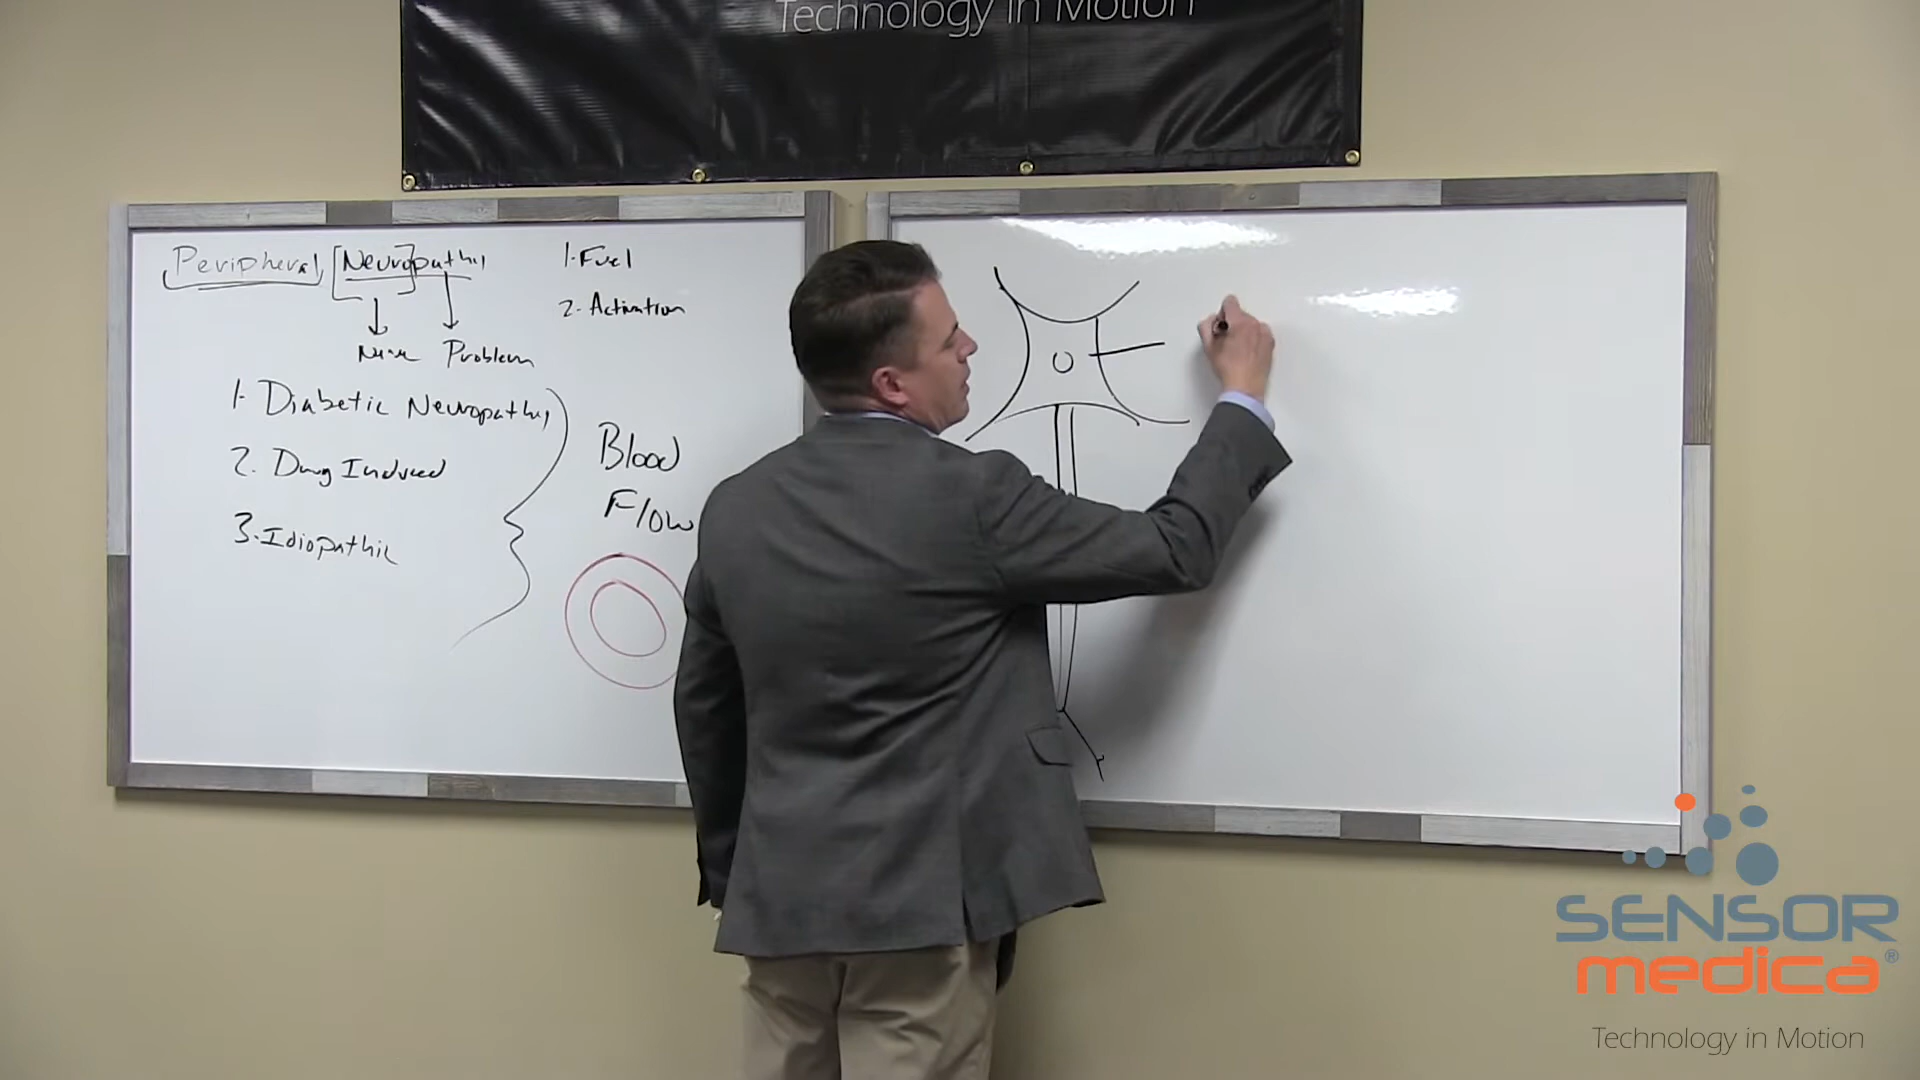 Technology in Motion
Peripheral Neuropathy
Nerve Problem
1. Diabetic Neuropathy
2. Drug Induced
3. Idiopathic
1. Fuel
2. Activation
Blood
Flow
SENSOR
medica®
Technology in Motion